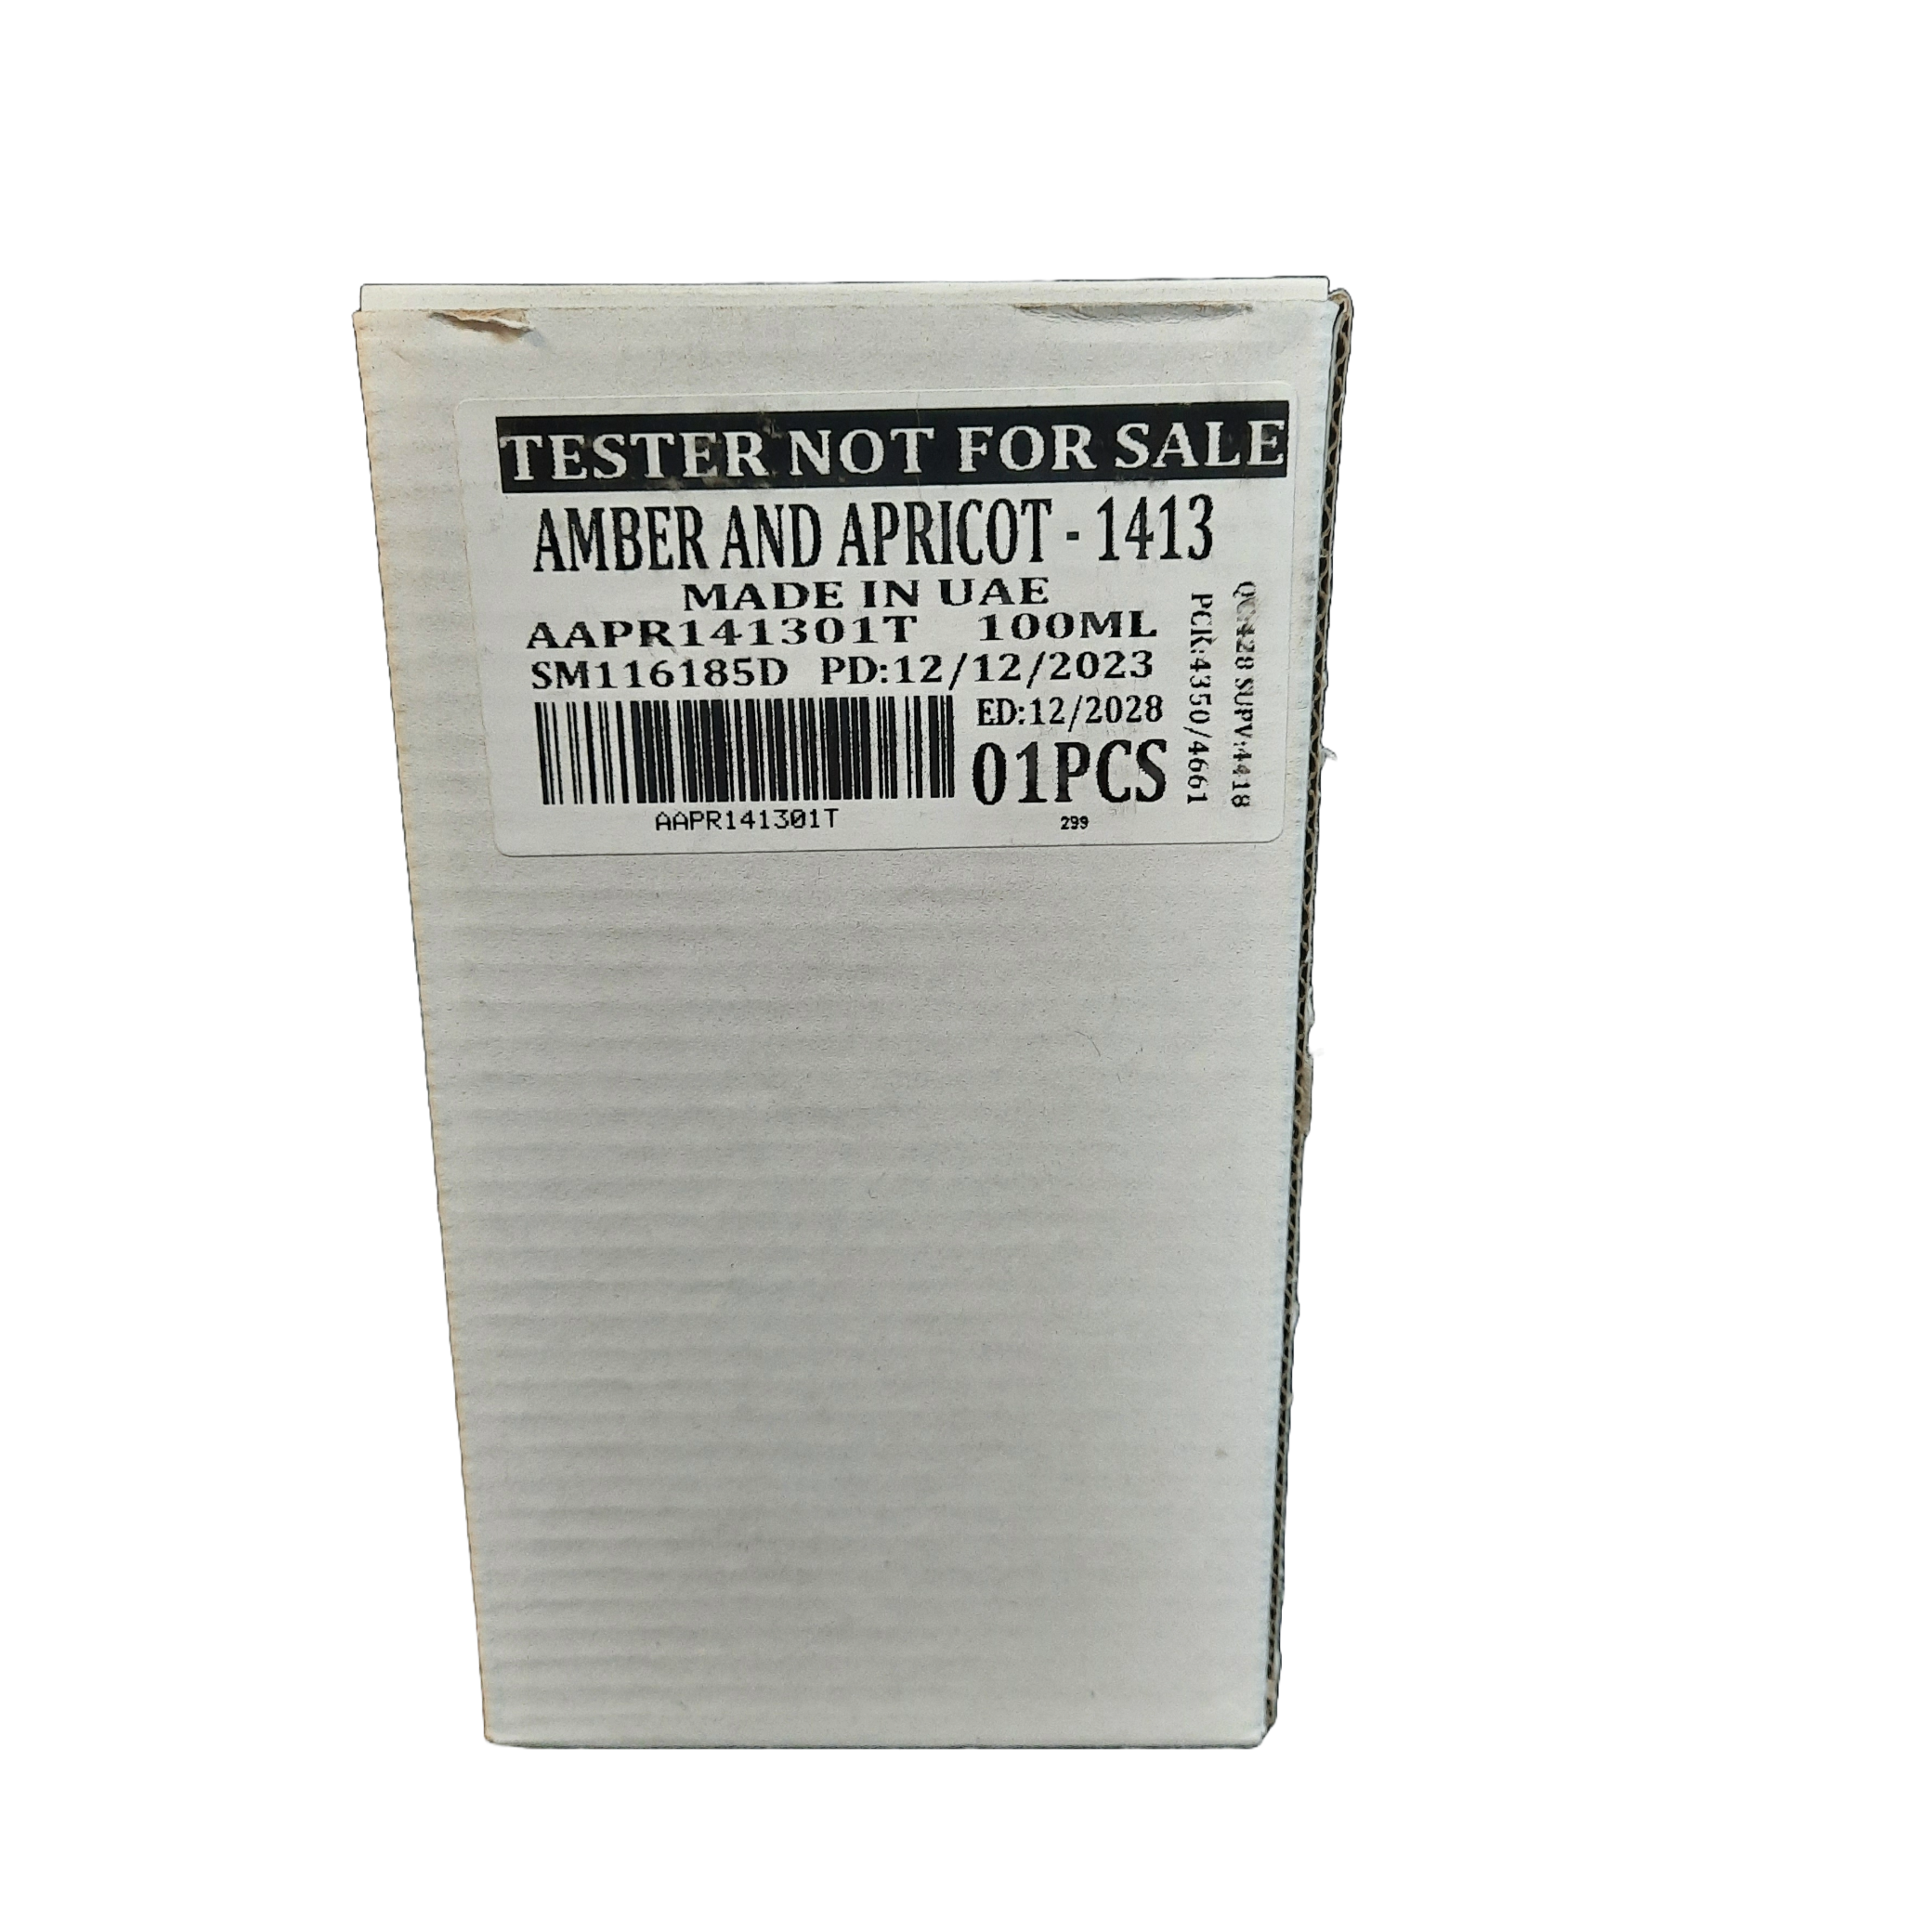 TESTER NOT FOR SALE
AMBER AND APRICOT - 1413
MADE IN UAE
AAPR141301T 100ML
SM116185D PD:12/12/2023
ED:12/2028
01PCS
AAPR141301T
299
PCK:4350/4661
SUPV:4418